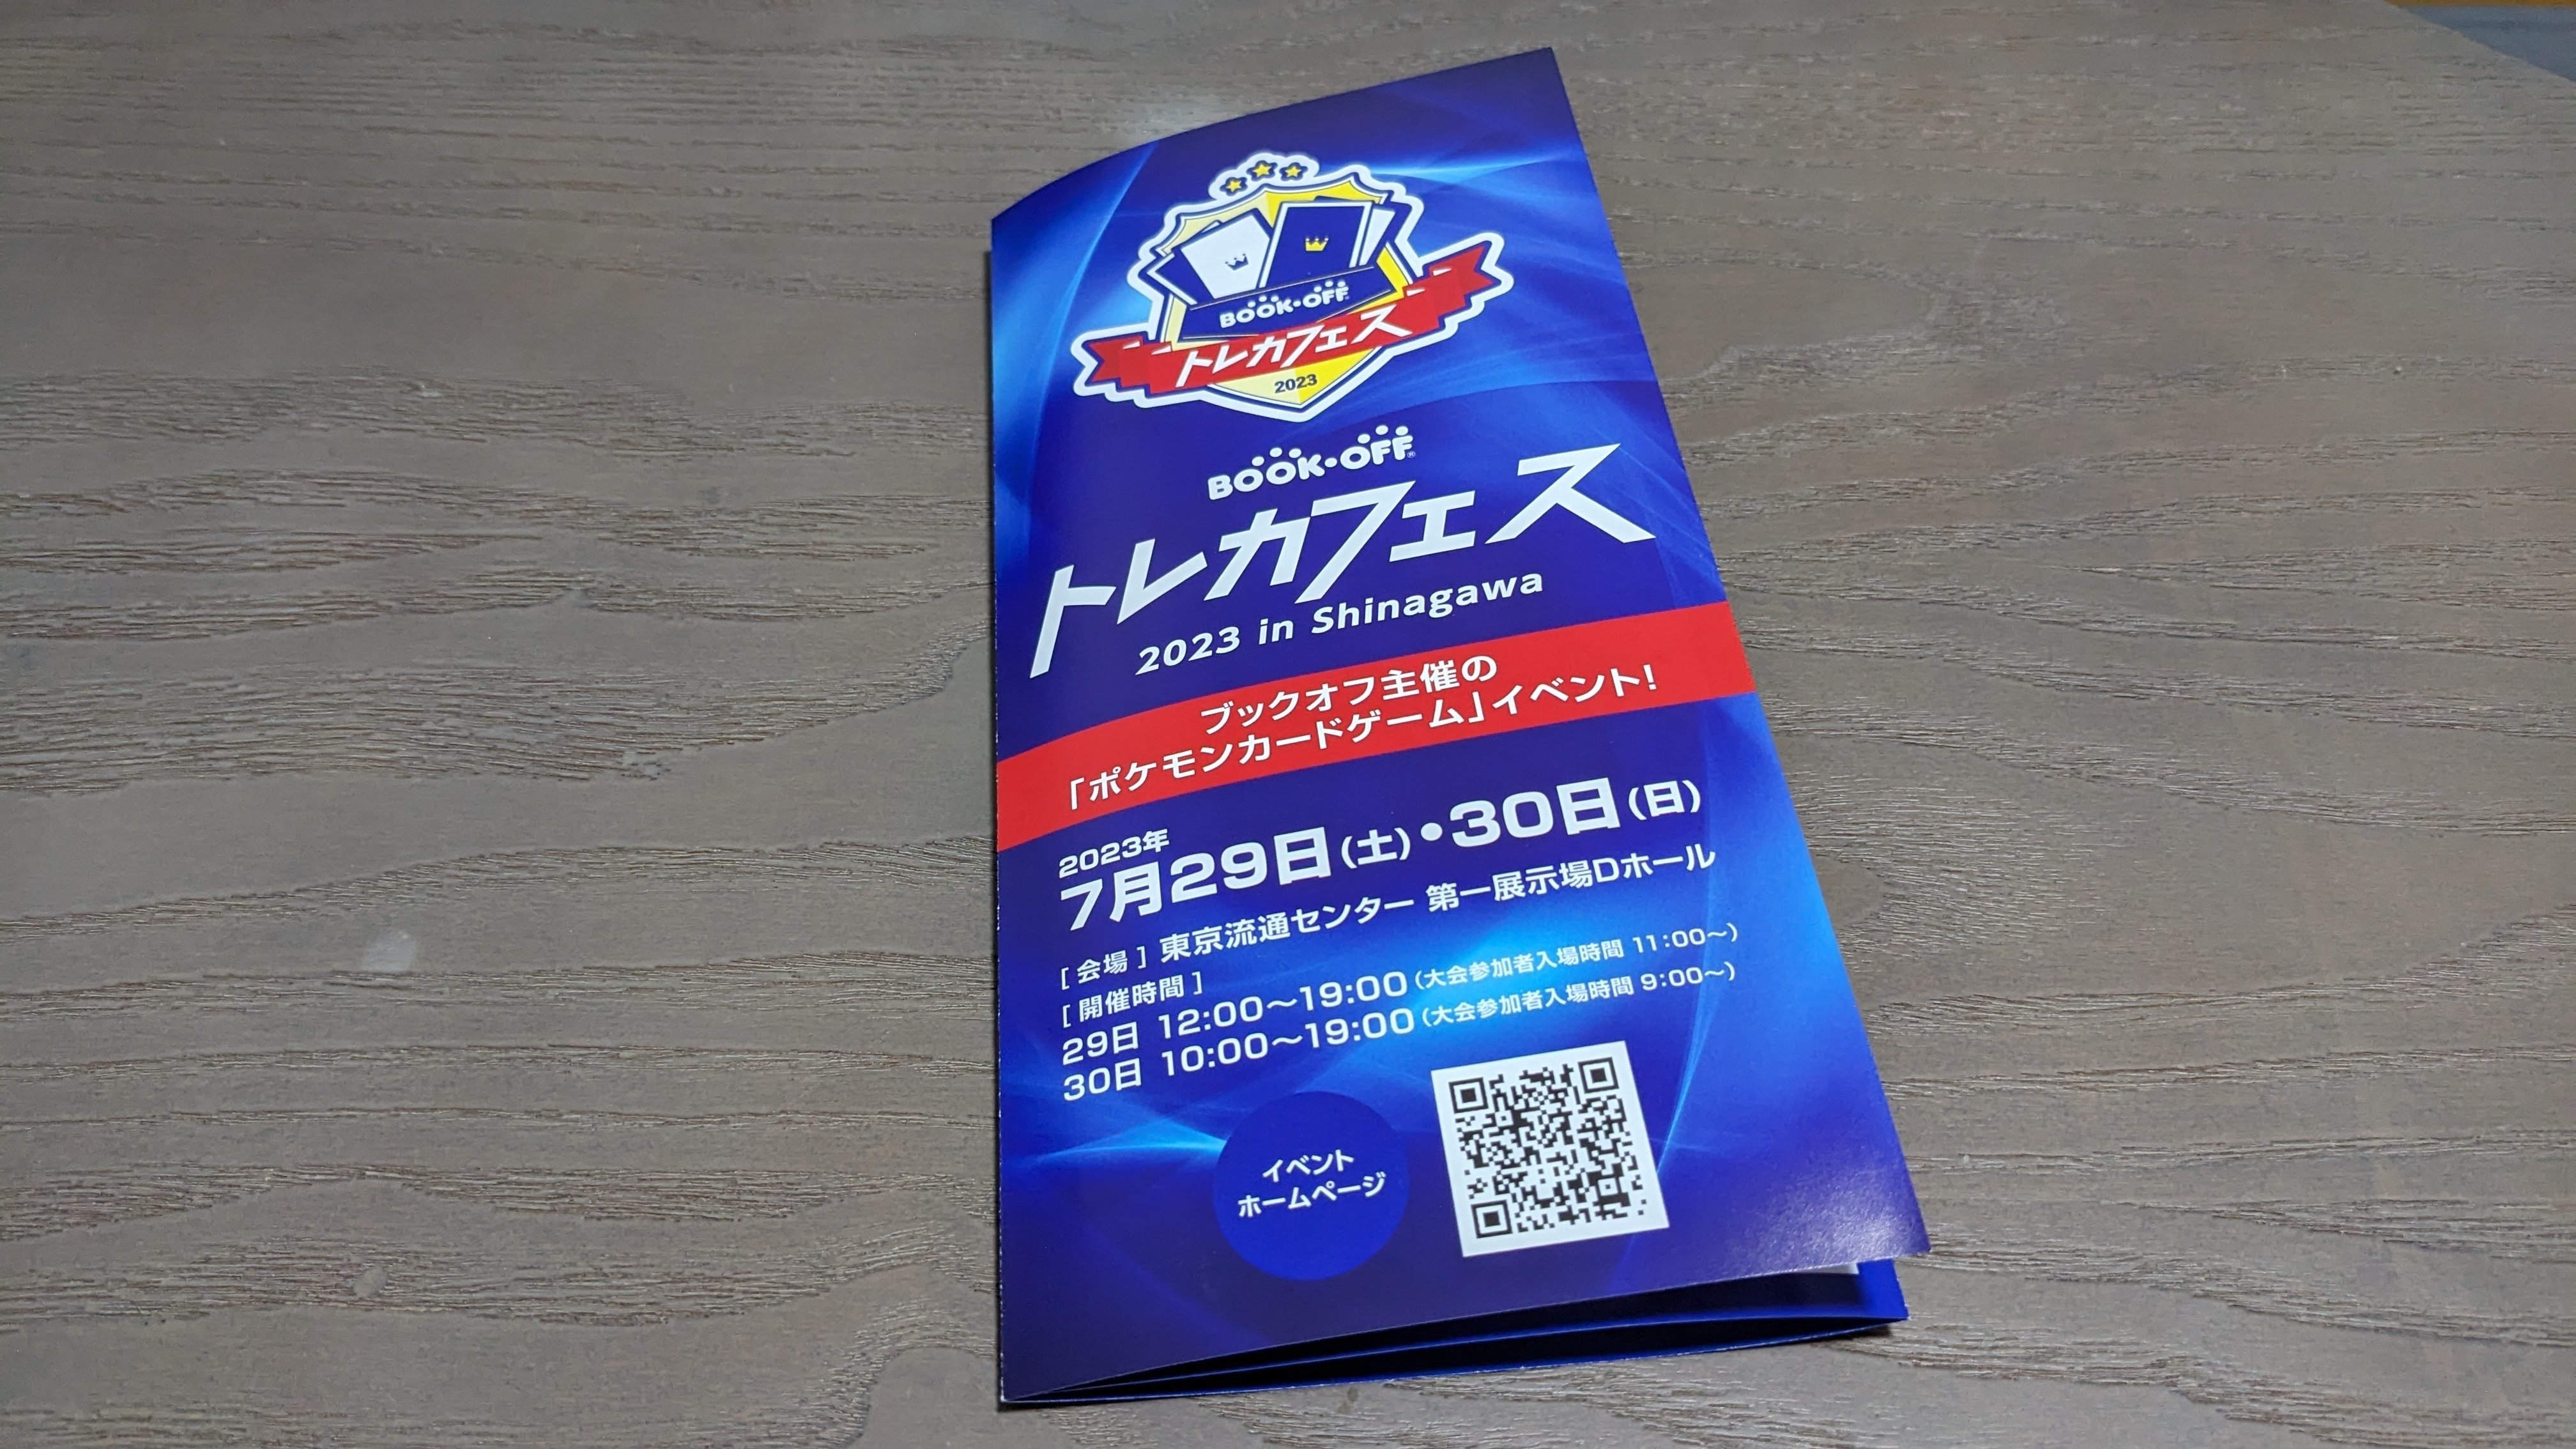 BOOK・OFF
トレカフェス
2023
BOOK・OFF®
トレカフェス
2023 in Shinagawa
ブックオフ主催の
「ポケモンカードゲーム」イベント!
2023年
7月29日(土)・30日(日)
[会場] 東京流通センター 第一展示場Dホール
[開催時間]
29日 12:00〜19:00(大会参加者入場時間 11:00〜)
30日 10:00〜19:00(大会参加者入場時間 9:00〜)
イベント
ホームページ